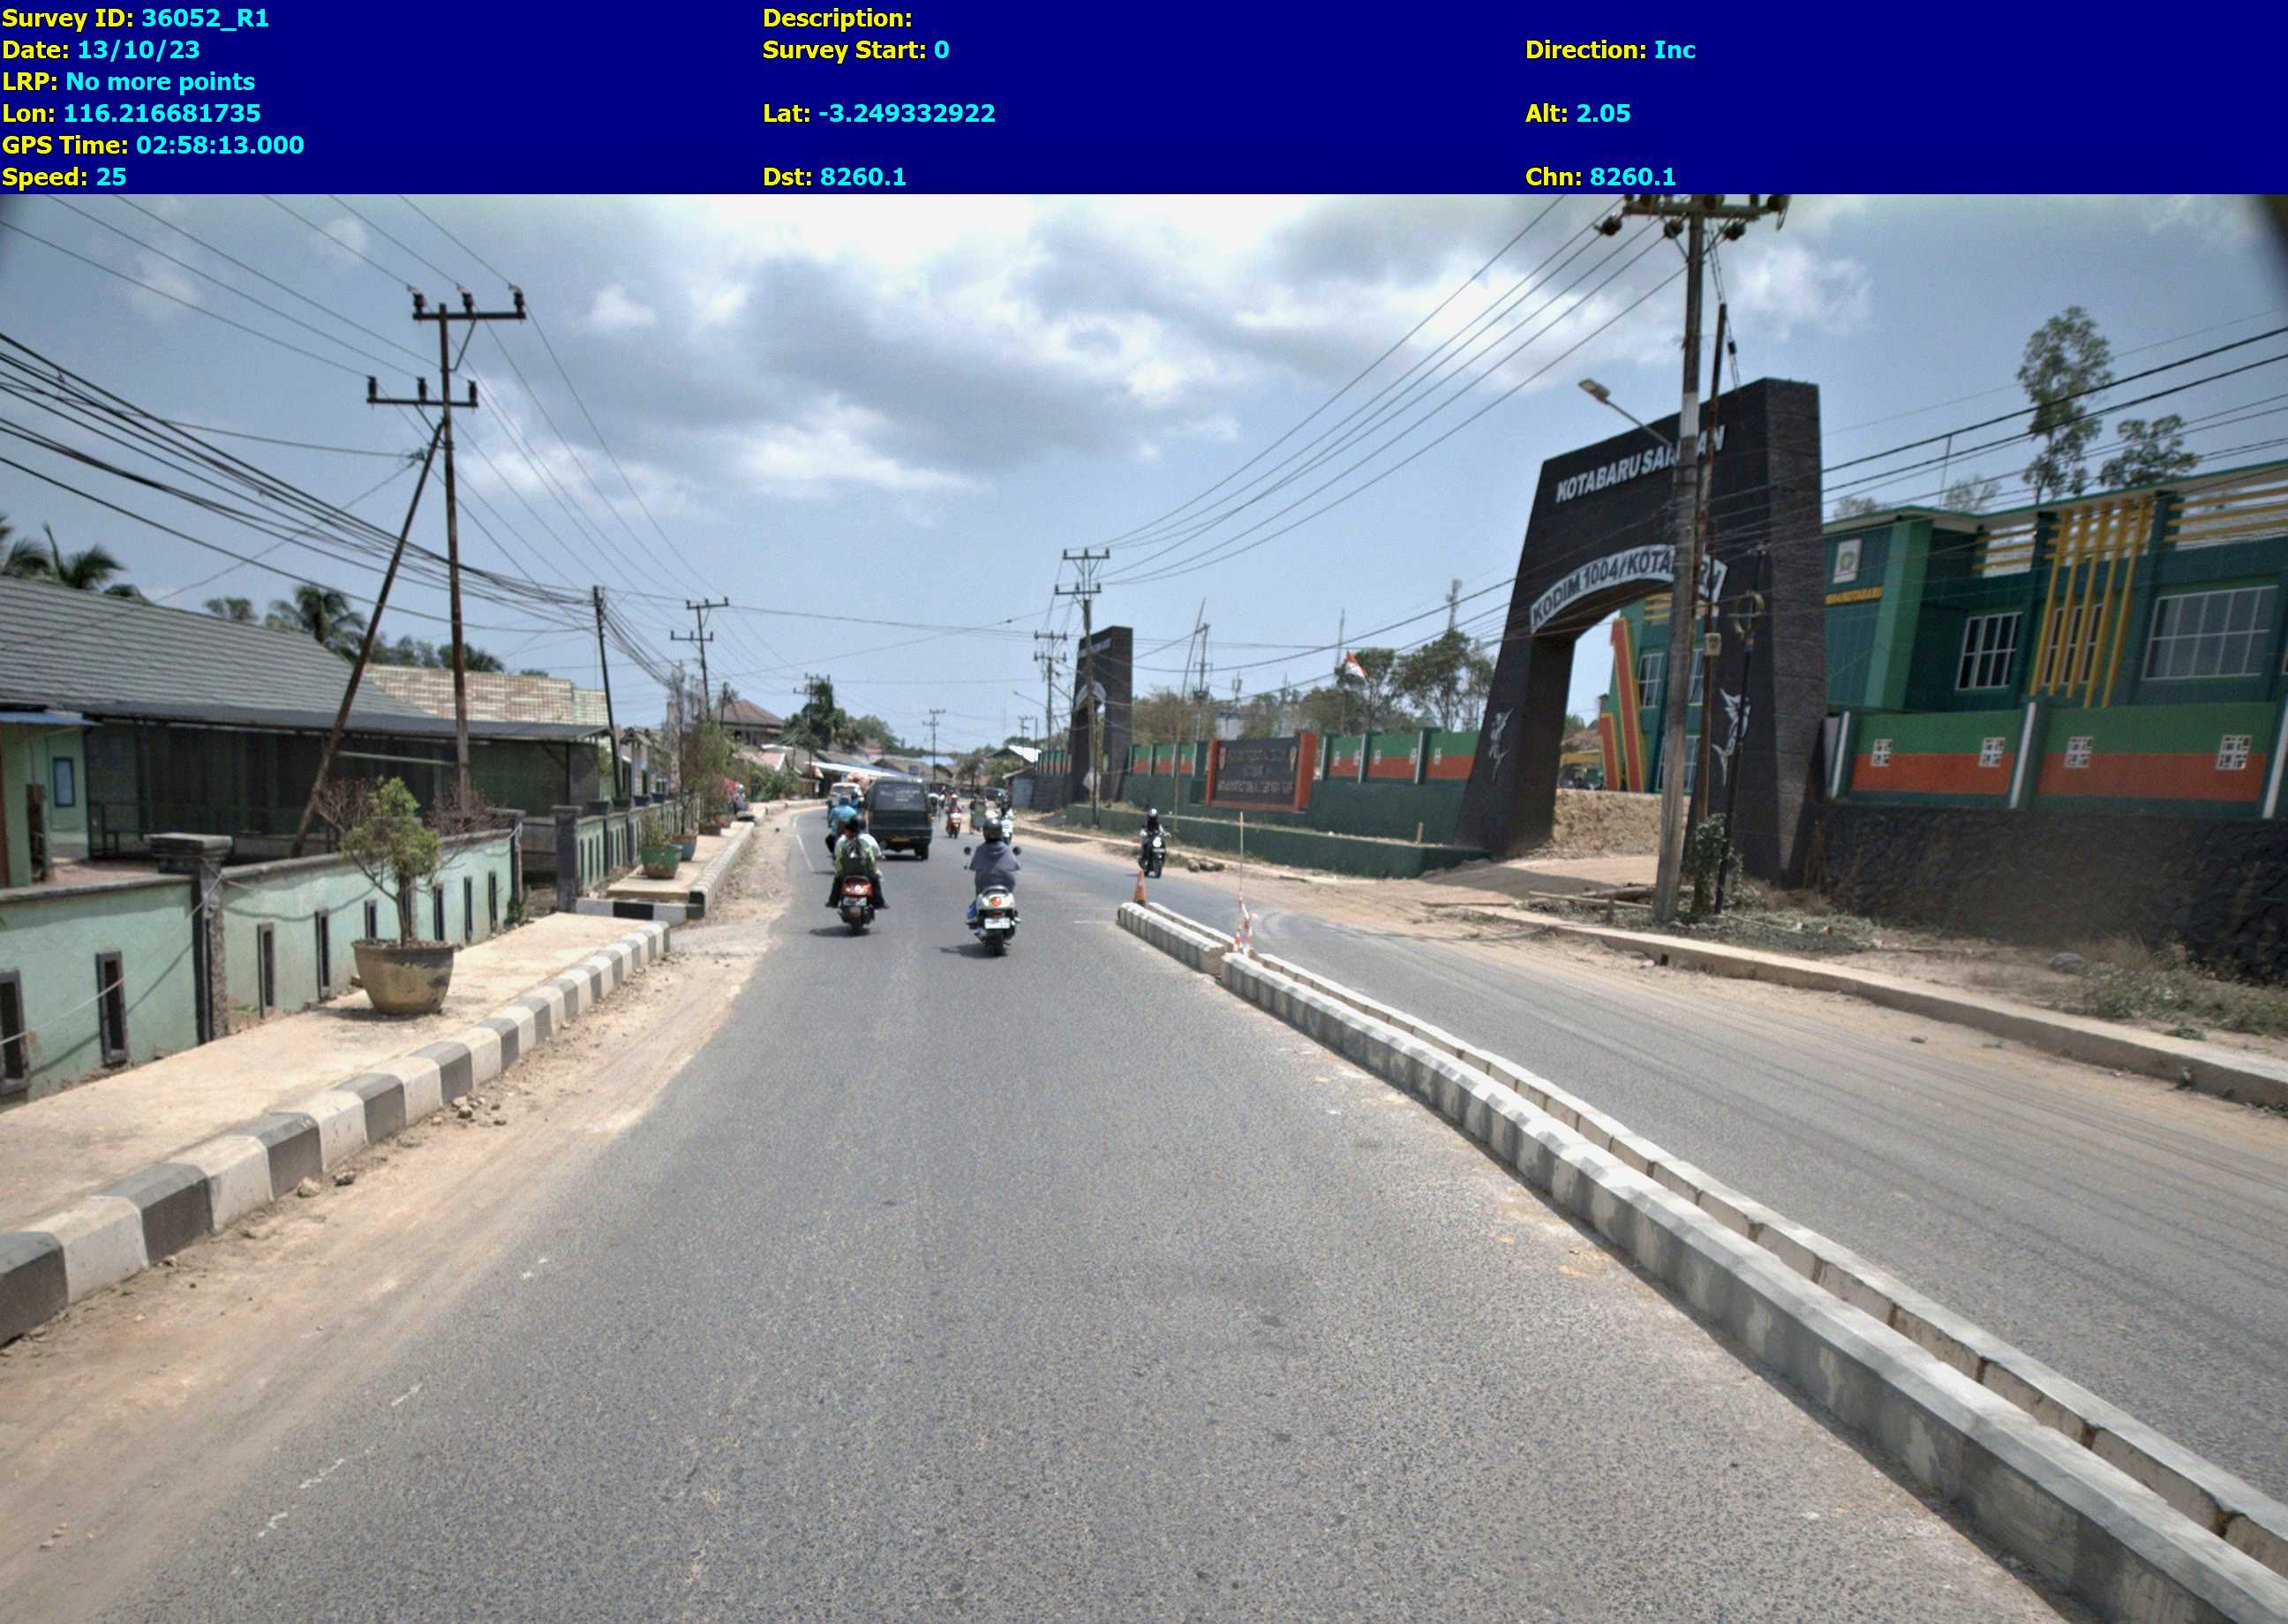 Survey ID: 36052_R1
Description:
Date: 13/10/23
Survey Start: 0
Direction: Inc
LRP: No more points
Lon: 116.216681735
Lat: -3.249332922
Alt: 2.05
GPS Time: 02:58:13.000
Speed: 25
Dst: 8260.1
Chn: 8260.1
KOTABARU
KODIM 1004/